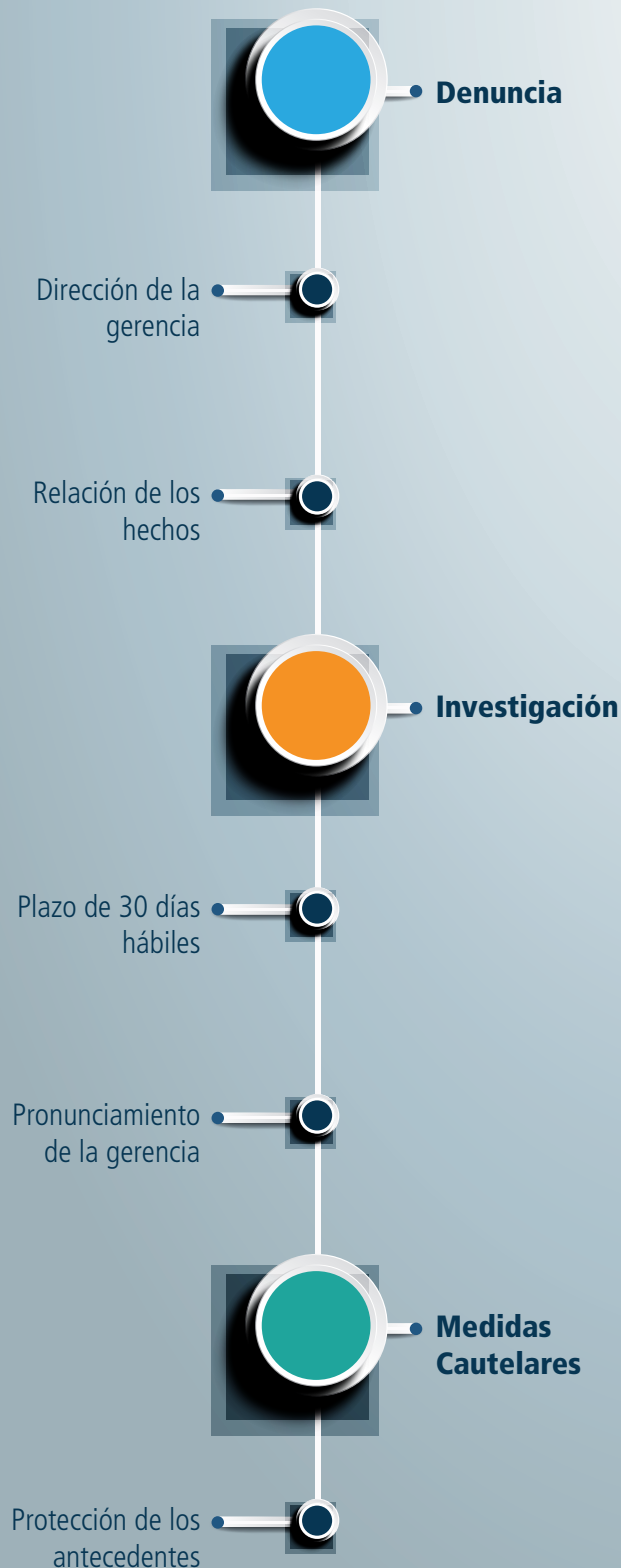 Denuncia
Dirección de la
gerencia
Relación de los
hechos
Investigación
Plazo de 30 días
hábiles
Pronunciamiento
de la gerencia
Medidas
Cautelares
Protección de los
antecedentes